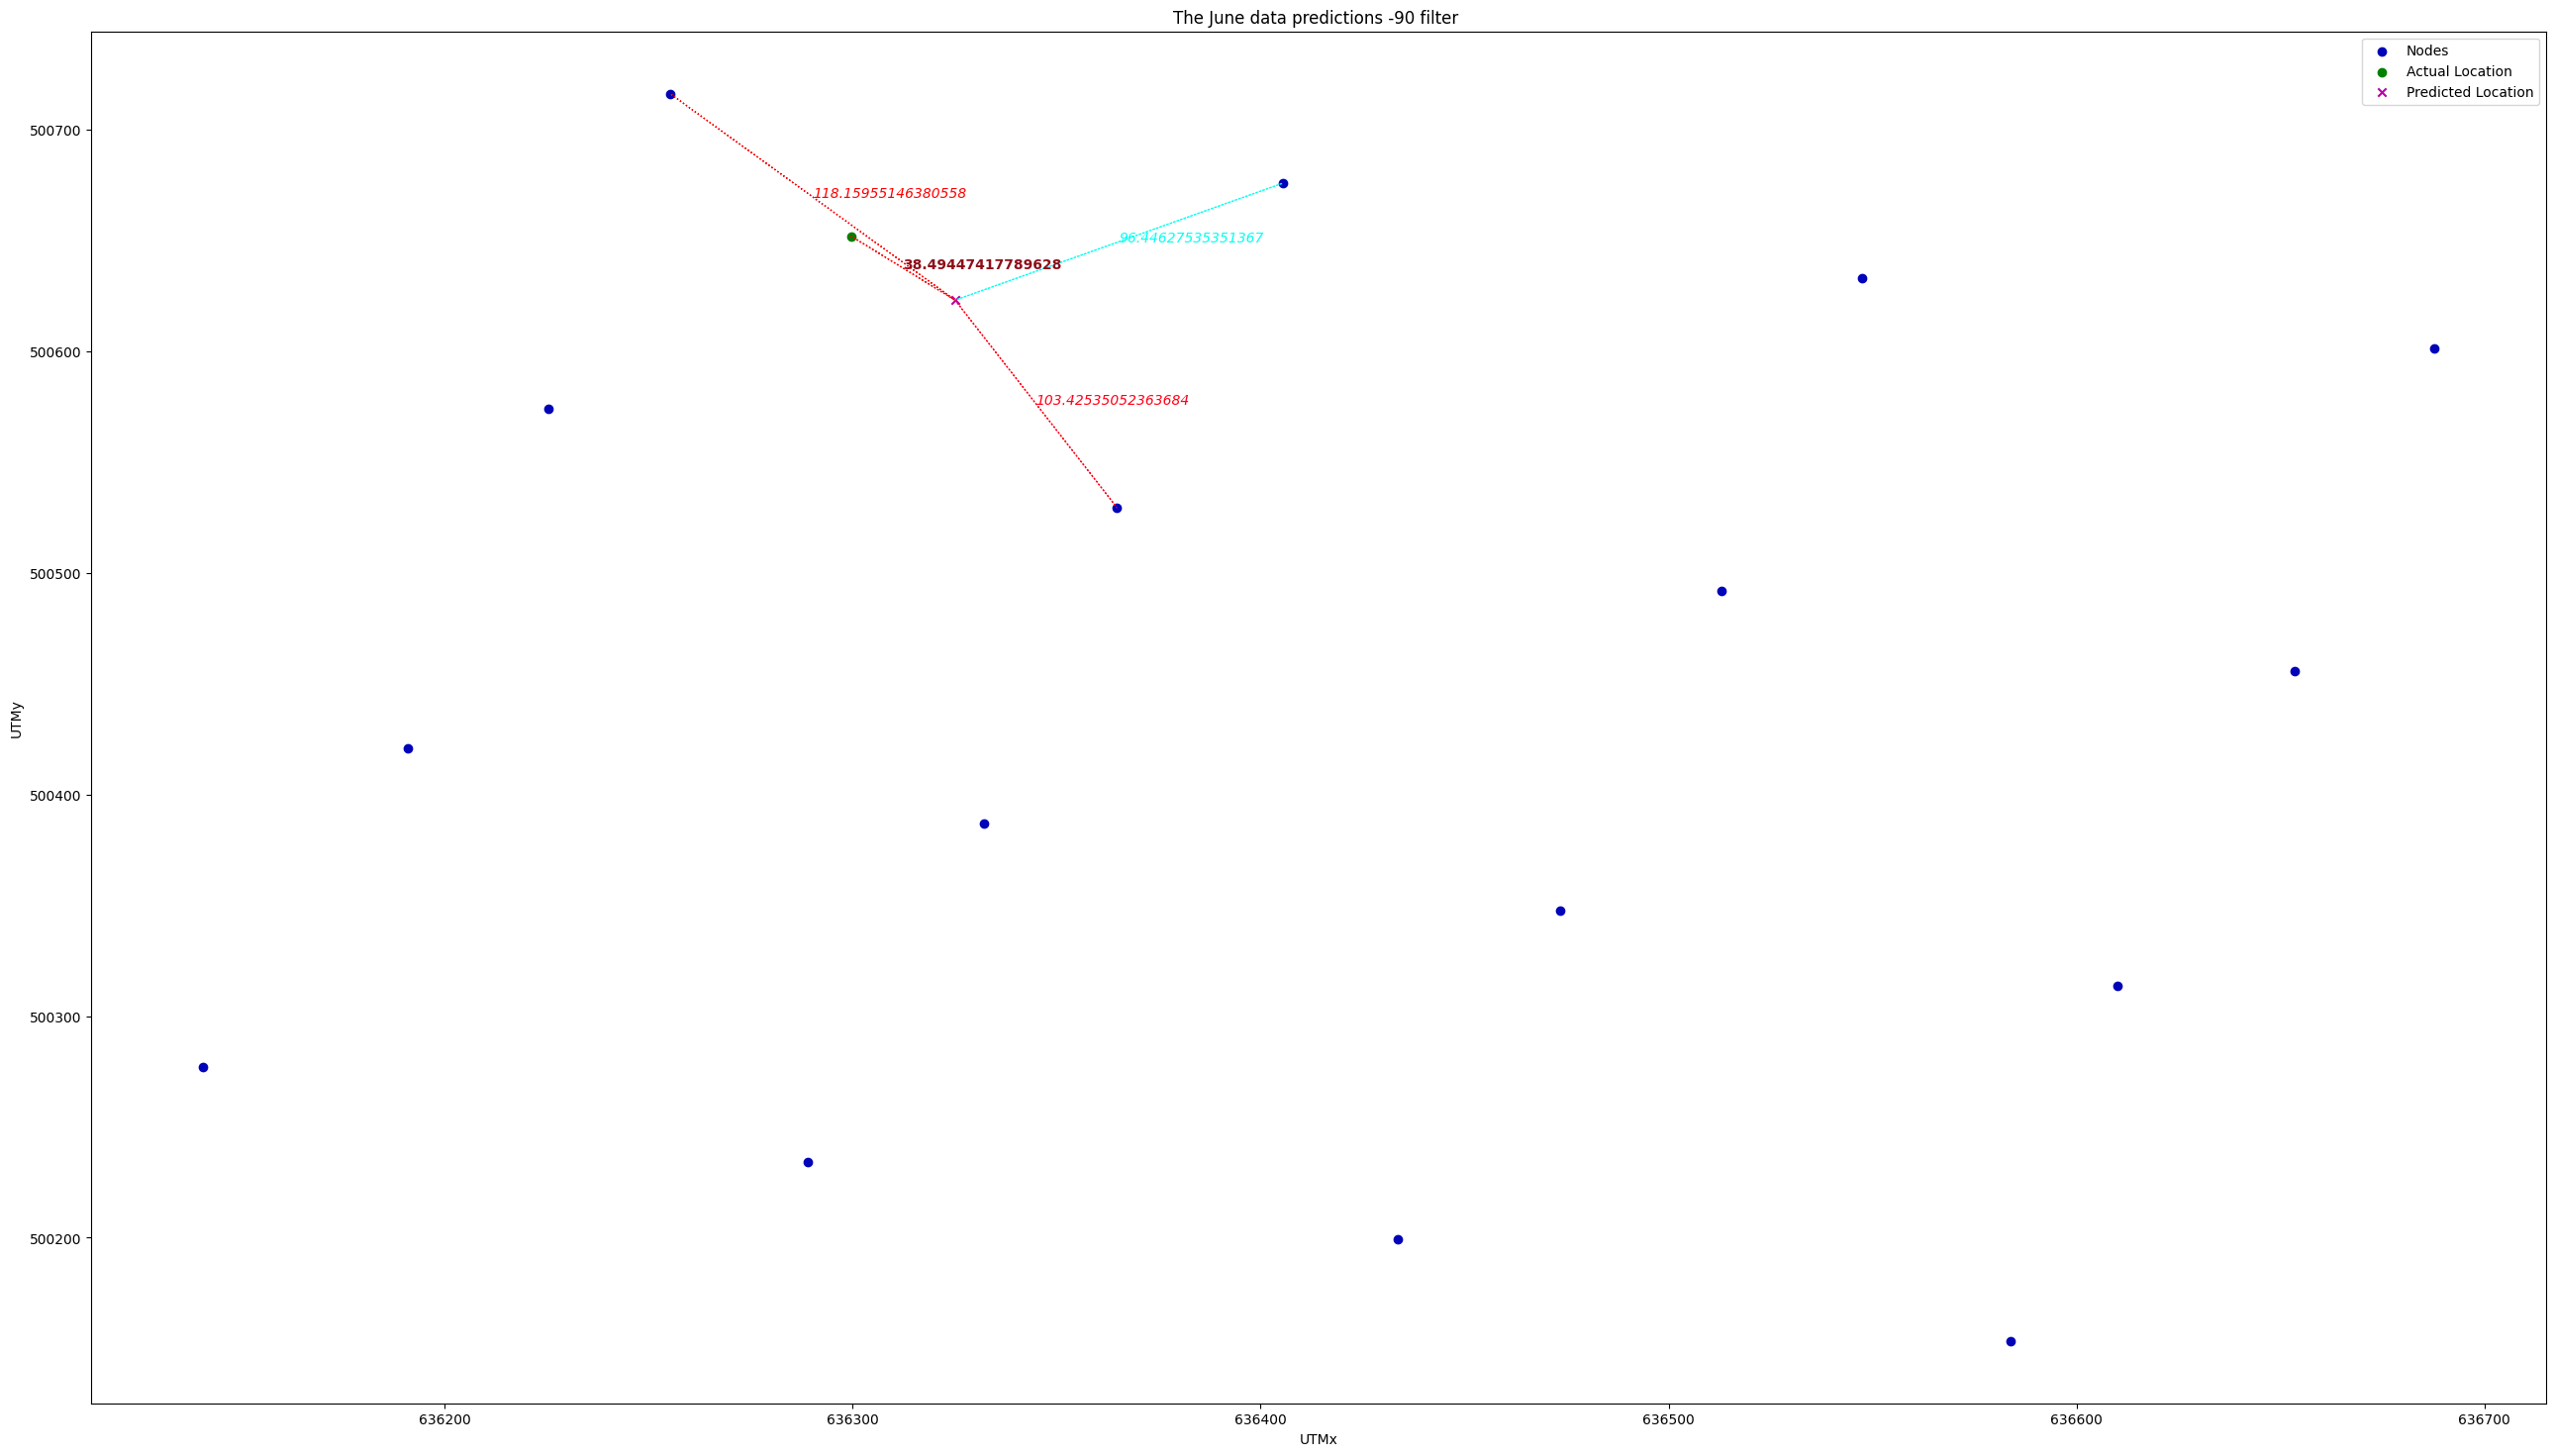 The June data predictions -90 filter
Nodes
Actual Location
Predicted Location
500700
118.15955146380558
96.44627535351367
38.49447417789628
500600
103.42535052363684
500500
UTMy
500400
500300
500200
636200
636300
636400
636500
636600
636700
UTMx